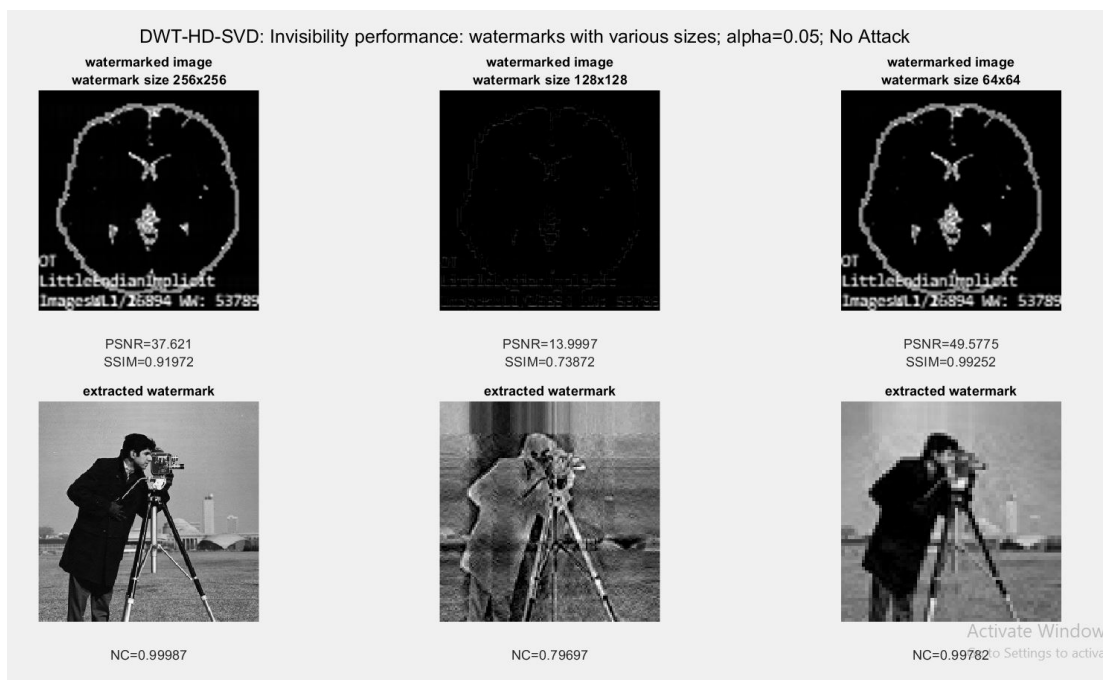 DWT-HD-SVD: Invisibility performance: watermarks with various sizes; alpha=0.05; No Attack
watermarked image
watermark size 256x256
watermarked image
watermark size 128x128
watermarked image
watermark size 64x64
OT
LittleEndianImplicit
WW: 53789
OT
LittleEndianImplicit
WW: 53789
PSNR=37.621
SSIM=0.91972
PSNR=13.9997
SSIM=0.73872
PSNR=49.5775
SSIM=0.99252
extracted watermark
extracted watermark
extracted watermark
NC=0.99987
NC=0.79697
NC=0.99782
Activate Window
to Settings to activa